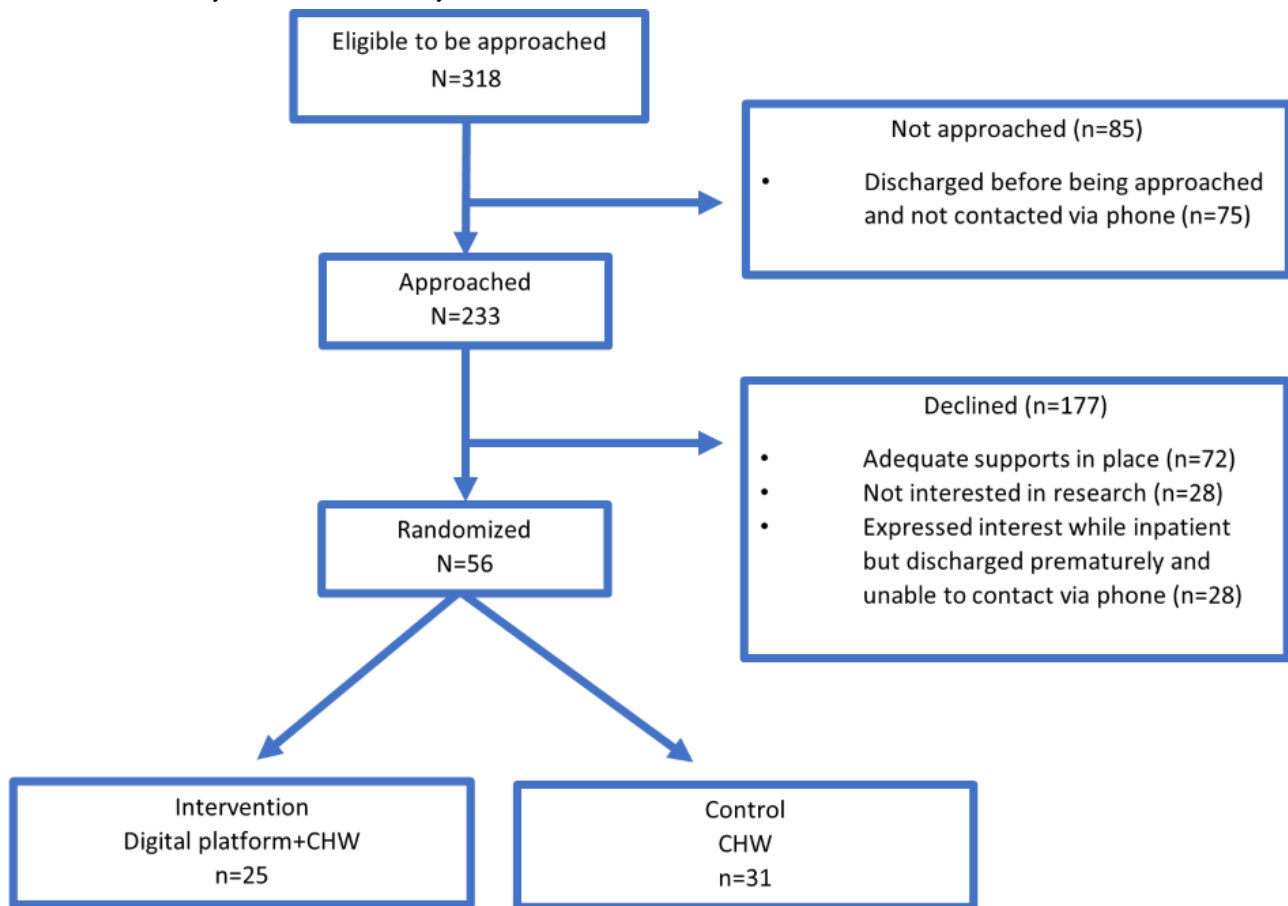 Eligible to be approached
N=318
Not approached (n=85)
• Discharged before being approached
and not contacted via phone (n=75)
Approached
N=233
Declined (n=177)
• Adequate supports in place (n=72)
• Not interested in research (n=28)
• Expressed interest while inpatient
but discharged prematurely and
unable to contact via phone (n=28)
Randomized
N=56
Intervention
Digital platform+CHW
n=25
Control
CHW
n=31